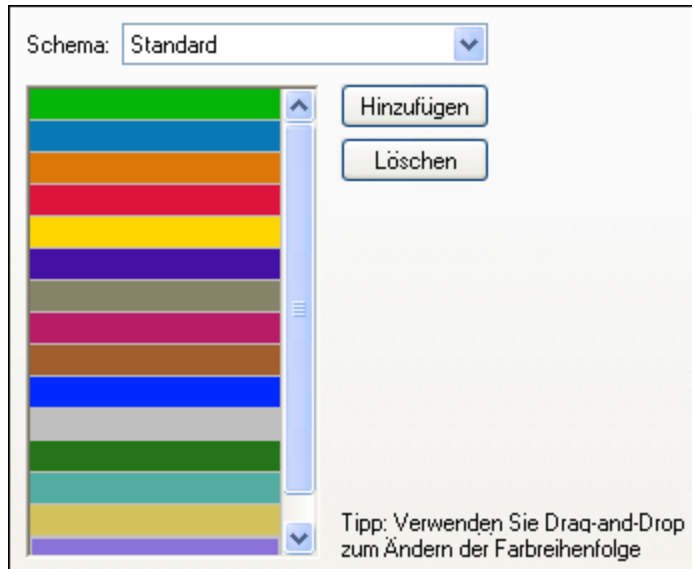 Schema: Standard
Hinzufügen
Löschen
Tipp: Verwenden Sie Drag-and-Drop
zum Ändern der Farbreihenfolge